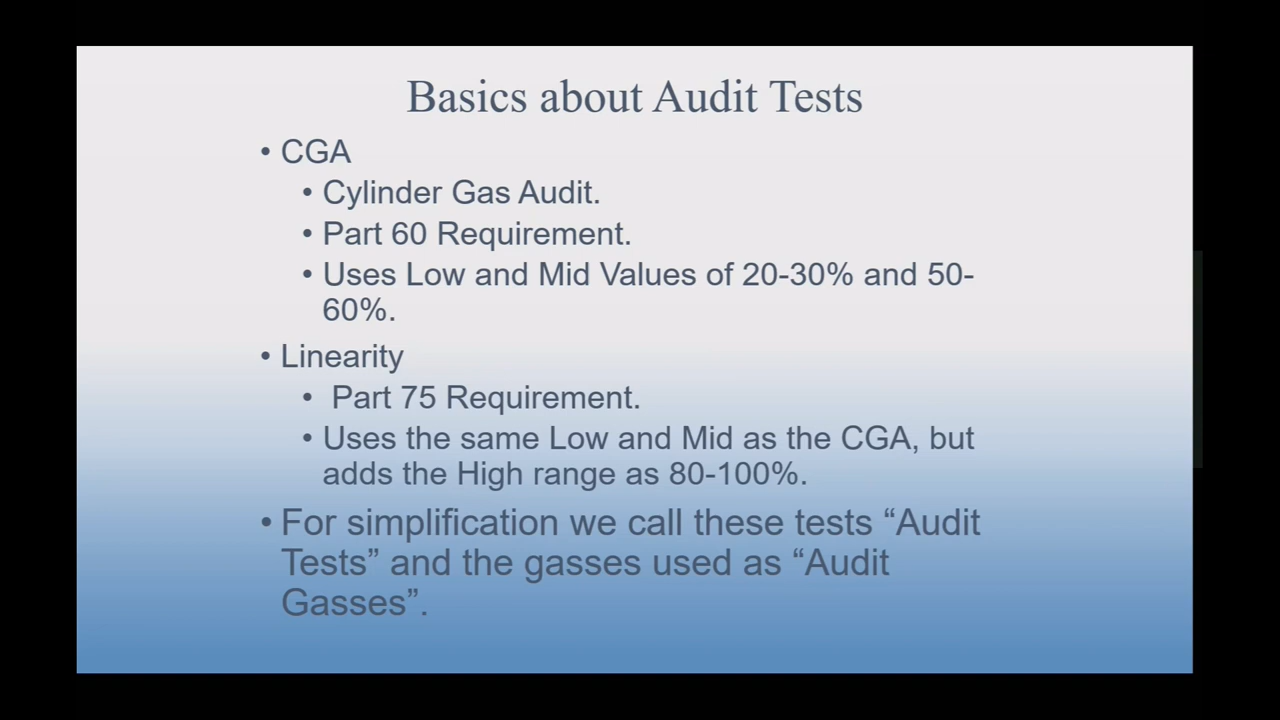 Basics about Audit Tests
• CGA
• Cylinder Gas Audit.
• Part 60 Requirement.
• Uses Low and Mid Values of 20-30% and 50-
60%.
• Linearity
• Part 75 Requirement.
• Uses the same Low and Mid as the CGA, but
adds the High range as 80-100%.
• For simplification we call these tests “Audit
Tests” and the gasses used as “Audit
Gasses”.